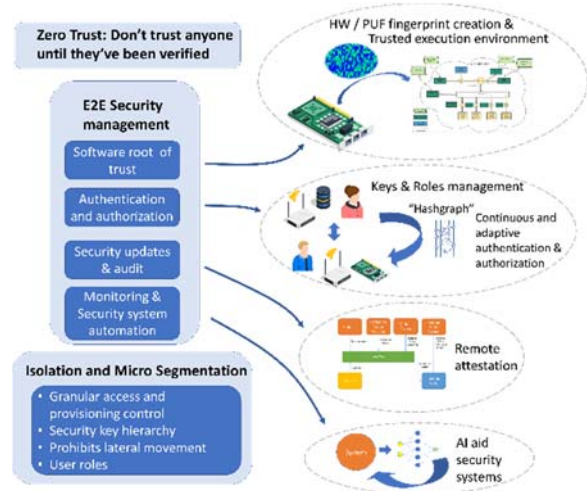 Zero Trust: Don't trust anyone
until they've been verified
E2E Security
management
Software root of
trust
Authentication
and authorization
Security updates
& audit
Monitoring &
Security system
automation
Isolation and Micro Segmentation
• Granular access and
provisioning control
• Security key hierarchy
• Prohibits lateral movement
• User roles
HW / PUF fingerprint creation &
Trusted execution environment
Keys & Roles management
"Hashgraph"
Continuous and
adaptive
authentication &
authorization
Remote
attestation
AI aid
security
systems